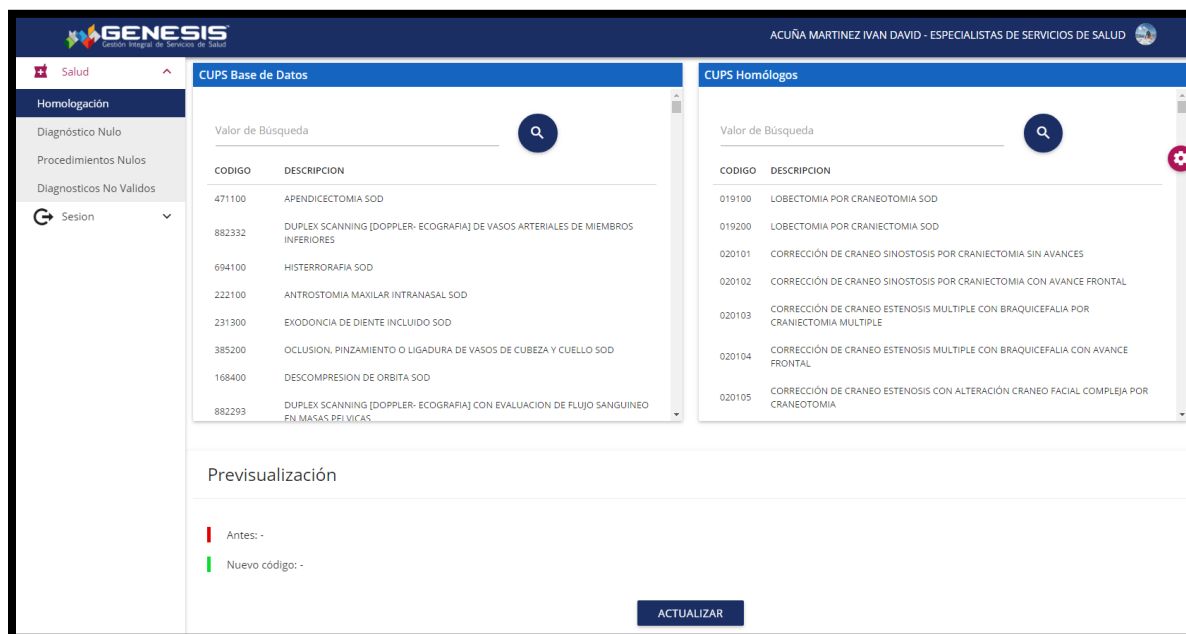 GENESIS
Gestión Integral de Servicios de Salud
ACUÑA MARTINEZ IVAN DAVID - ESPECIALISTAS DE SERVICIOS DE SALUD
Salud
Homologación
Diagnóstico Nulo
Procedimientos Nulos
Diagnosticos No Validos
Sesion
CUPS Base de Datos
Valor de Búsqueda
CODIGO DESCRIPCION
471100 APENDICECTOMIA SOD
882332 DUPLEX SCANNING [DOPPLER- ECOGRAFIA] DE VASOS ARTERIALES DE MIEMBROS
INFERIORES
694100 HISTERRORAFIA SOD
222100 ANTROSTOMIA MAXILAR INTRANASAL SOD
231300 EXODONCIA DE DIENTE INCLUIDO SOD
385200 OCLUSION, PINZAMIENTO O LIGADURA DE VASOS DE CUBEZA Y CUELLO SOD
168400 DESCOMPRESION DE ORBITA SOD
882293 DUPLEX SCANNING [DOPPLER- ECOGRAFIA] CON EVALUACION DE FLUJO SANGUINEO
EN MASAS PELVICAS
CUPS Homólogos
Valor de Búsqueda
CODIGO DESCRIPCION
019100 LOBECTOMIA POR CRANEOTOMIA SOD
019200 LOBECTOMIA POR CRANIECTOMIA SOD
020101 CORRECCIÓN DE CRANEO SINOSTOSIS POR CRANIECTOMIA SIN AVANCES
020102 CORRECCIÓN DE CRANEO SINOSTOSIS POR CRANIECTOMIA CON AVANCE FRONTAL
020103 CORRECCIÓN DE CRANEO ESTENOSIS MULTIPLE CON BRAQUICEFALIA POR
CRANIECTOMIA MULTIPLE
020104 CORRECCIÓN DE CRANEO ESTENOSIS MULTIPLE CON BRAQUICEFALIA CON AVANCE
FRONTAL
020105 CORRECCIÓN DE CRANEO ESTENOSIS CON ALTERACIÓN CRANEO FACIAL COMPLEJA POR
CRANEOTOMIA
Previsualización
Antes: -
Nuevo código: -
ACTUALIZAR